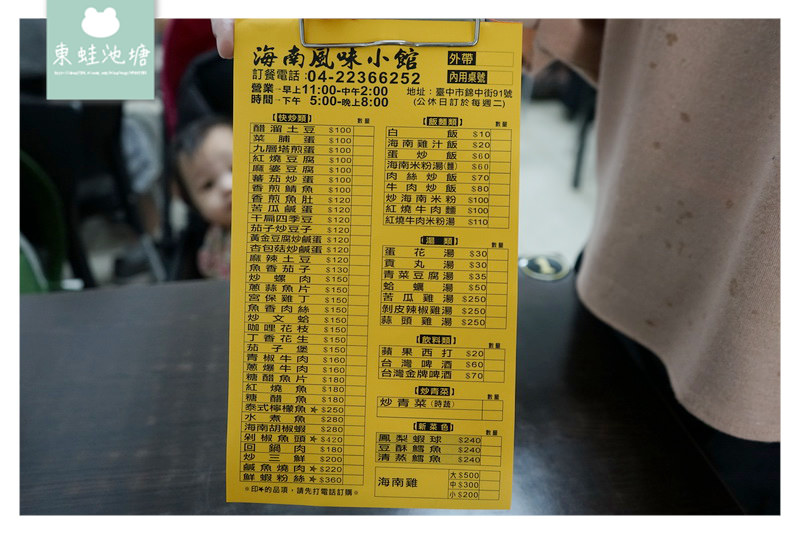 東蛙池塘
海南風味小館
外帶
訂餐電話:04-22366252
內用桌號
營業→早上11:00-中午2:00
地址：臺中市錦中街91號
時間→下午 5:00-晚上8:00
(公休日訂於每週二)
【快炒類】 數量
醋溜土豆 $100
菜脯蛋 $100
九層塔煎蛋 $100
紅燒豆腐 $100
麻婆豆腐 $100
蕃茄炒蛋 $100
香煎鯖魚 $100
香煎魚肚 $120
苦瓜鹹蛋 $120
干扁四季豆 $120
茄子炒豆子 $120
黃金豆腐炒鹹蛋 $120
杏包菇炒鹹蛋 $120
麻辣土豆 $120
魚香茄子 $130
炒螺肉 $150
蔥蒜魚片 $150
宮保雞丁 $150
魚香肉絲 $150
炒文蛤 $150
咖哩花枝 $150
丁香花生 $150
茄子堡 $150
青椒牛肉 $160
蔥爆牛肉 $160
糖醋魚片 $180
紅燒魚 $180
糖醋魚 $180
泰式檸檬魚★ $250
水煮魚 $280
海南胡椒蝦 $280
剁椒魚頭★ $420
回鍋肉 $180
炒三鮮 $200
鹹魚燒肉★ $220
鮮蝦粉絲★ $360
※印★的品項，請先打電話訂購※
【飯麵類】 數量
白飯 $10
海南雞汁飯 $20
蛋炒飯 $60
海南米粉湯(麵) $60
肉絲炒飯 $70
牛肉炒飯 $80
炒海南米粉 $100
紅燒牛肉麵 $100
紅燒牛肉米粉湯 $110
【湯類】 數量
蛋花湯 $30
貢丸湯 $30
青菜豆腐湯 $35
蛤蠣湯 $50
苦瓜雞湯 $250
剝皮辣椒雞湯 $250
蒜頭雞湯 $250
【飲料類】 數量
蘋果西打 $20
台灣啤酒 $60
台灣金牌啤酒 $70
【炒青菜】 數量
炒青菜(時蔬)
【新菜色】 數量
鳳梨蝦球 $240
豆酥鱈魚 $240
清蒸鱈魚 $240
海南雞
大$500
中$300
小$200